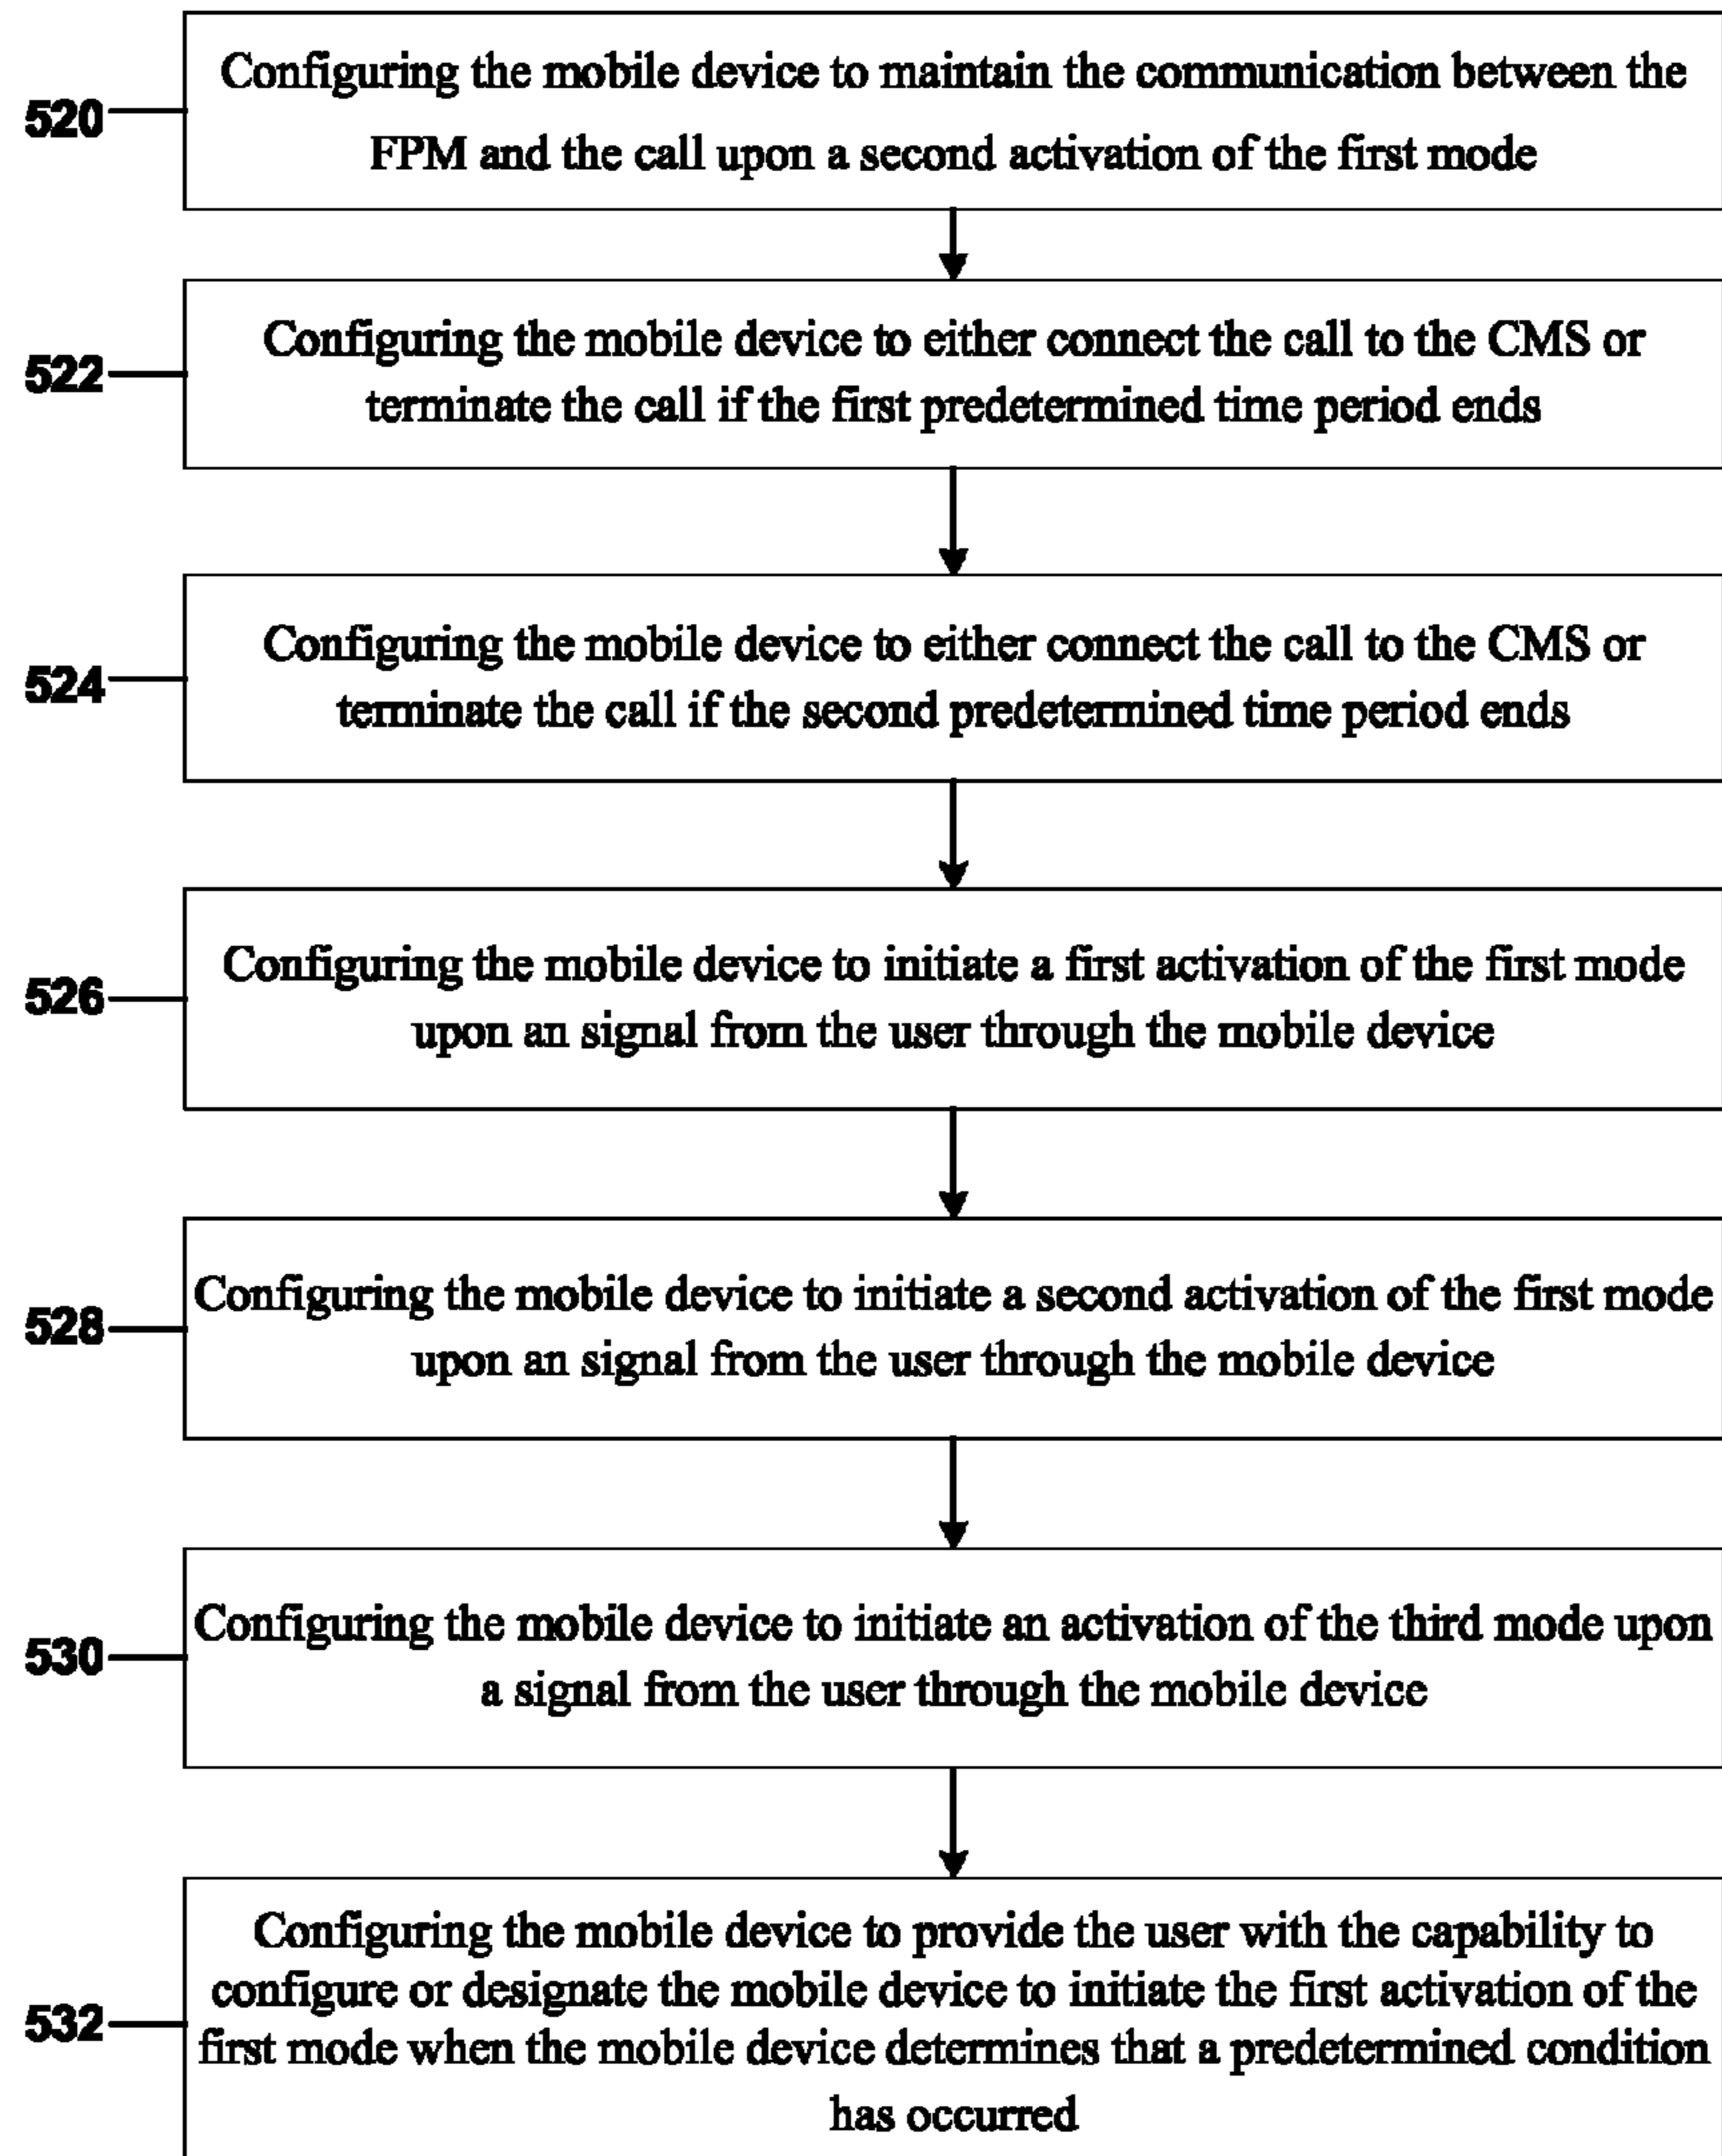 520
Configuring the mobile device to maintain the communication between the
FPM and the call upon a second activation of the first mode
522
Configuring the mobile device to either connect the call to the CMS or
terminate the call if the first predetermined time period ends
524
Configuring the mobile device to either connect the call to the CMS or
terminate the call if the second predetermined time period ends
526
Configuring the mobile device to initiate a first activation of the first mode
upon an signal from the user through the mobile device
528
Configuring the mobile device to initiate a second activation of the first mode
upon an signal from the user through the mobile device
530
Configuring the mobile device to initiate an activation of the third mode upon
a signal from the user through the mobile device
532
Configuring the mobile device to provide the user with the capability to
configure or designate the mobile device to initiate the first activation of the
first mode when the mobile device determines that a predetermined condition
has occurred